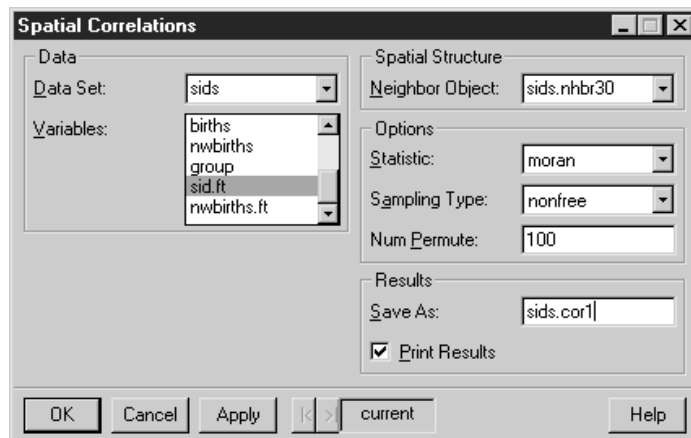 Spatial Correlations
Data
Data Set: sids
Variables:
births
nwbirths
group
sid.ft
nwbirths.ft
Spatial Structure
Neighbor Object: sids.nhbr30
Options
Statistic: moran
Sampling Type: nonfree
Num Permute: 100
Results
Save As: sids.cor1
Print Results
OK Cancel Apply current Help